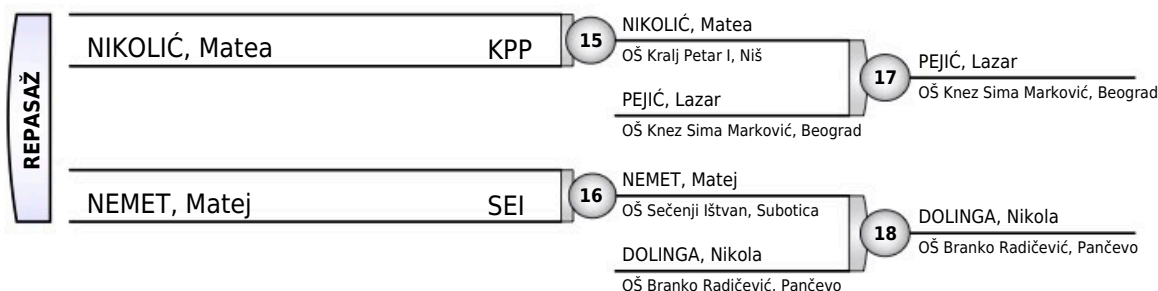 REPASAŽ
NIKOLIĆ, Matea KPP
15
NIKOLIĆ, Matea
OŠ Kralj Petar I, Niš
PEJIĆ, Lazar
OŠ Knez Sima Marković, Beograd
17
PEJIĆ, Lazar
OŠ Knez Sima Marković, Beograd
NEMET, Matej SEI
16
NEMET, Matej
OŠ Sečenji Ištvan, Subotica
DOLINGA, Nikola
OŠ Branko Radičević, Pančevo
18
DOLINGA, Nikola
OŠ Branko Radičević, Pančevo